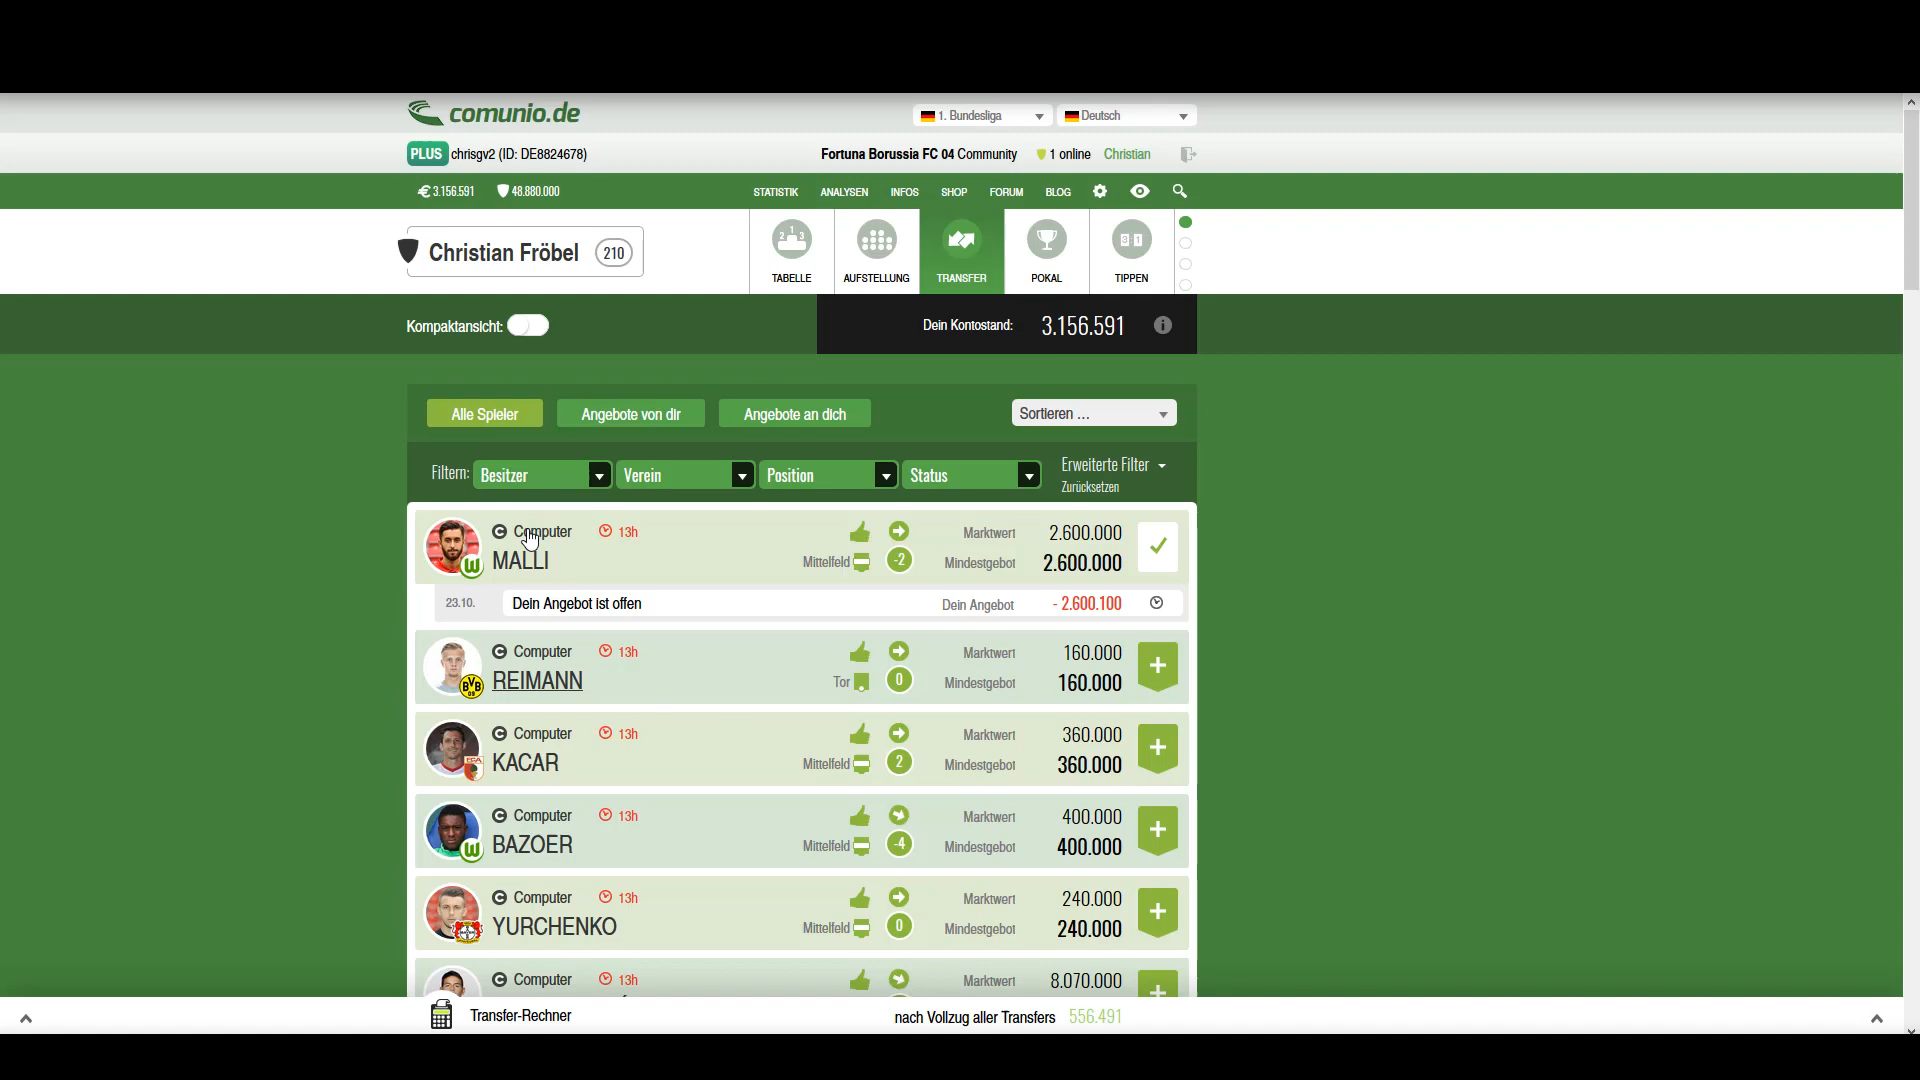 comunio.de
1. Bundesliga
Deutsch
PLUS chrisgv2 (ID: DE8824678)
Fortuna Borussia FC 04 Community
1 online
Christian
€ 3.156.591
48.880.000
STATISTIK
ANALYSEN
INFOS
SHOP
FORUM
BLOG
Christian Fröbel 210
2 1 3
TABELLE
AUFSTELLUNG
TRANSFER
POKAL
3 1
TIPPEN
Kompaktansicht:
Dein Kontostand: 3.156.591
Alle Spieler
Angebote von dir
Angebote an dich
Sortieren ...
Filtern:
Besitzer
Verein
Position
Status
Erweiterte Filter
Zurücksetzen
C Computer 13h
Marktwert 2.600.000
MALLI
Mittelfeld -2
Mindestgebot 2.600.000
23.10. Dein Angebot ist offen
Dein Angebot - 2.600.100
C Computer 13h
Marktwert 160.000
REIMANN
Tor 0
Mindestgebot 160.000
C Computer 13h
Marktwert 360.000
KACAR
Mittelfeld 2
Mindestgebot 360.000
C Computer 13h
Marktwert 400.000
BAZOER
Mittelfeld -4
Mindestgebot 400.000
C Computer 13h
Marktwert 240.000
YURCHENKO
Mittelfeld 0
Mindestgebot 240.000
C Computer 13h
Marktwert 8.070.000
Transfer-Rechner
nach Vollzug aller Transfers 556.491